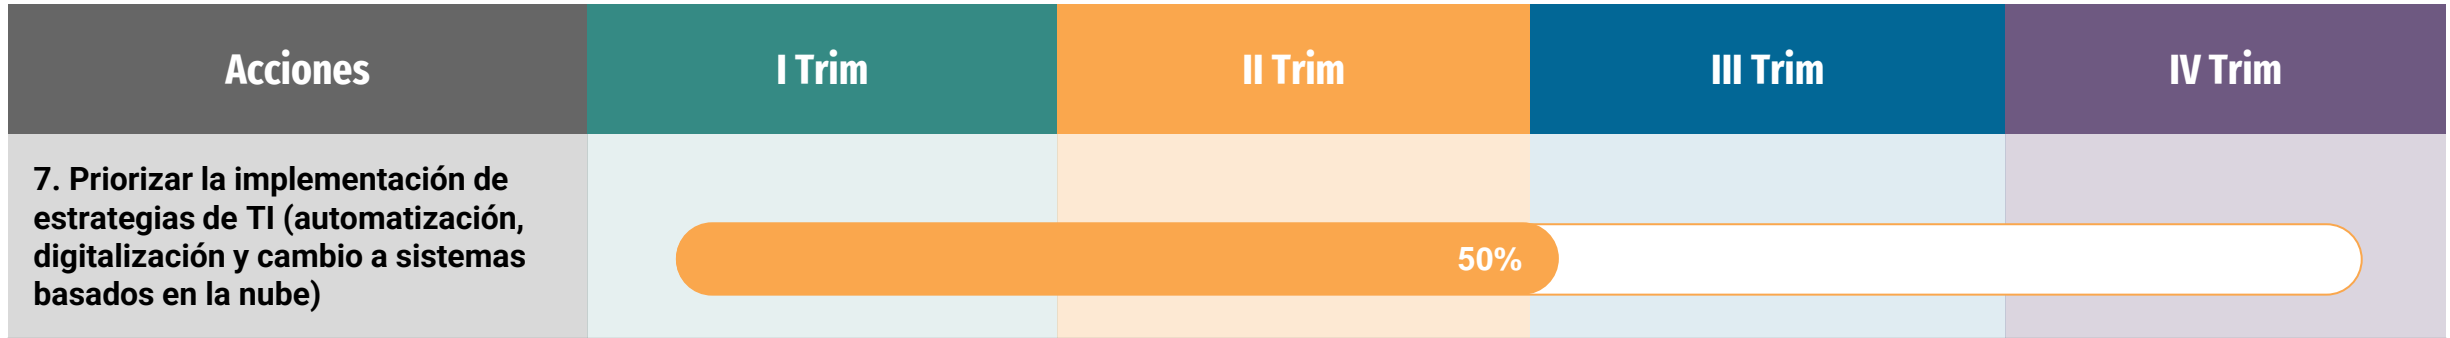 Acciones
I Trim
II Trim
III Trim
IV Trim
7. Priorizar la implementación de
estrategias de TI (automatización,
digitalización y cambio a sistemas
basados en la nube)
50%